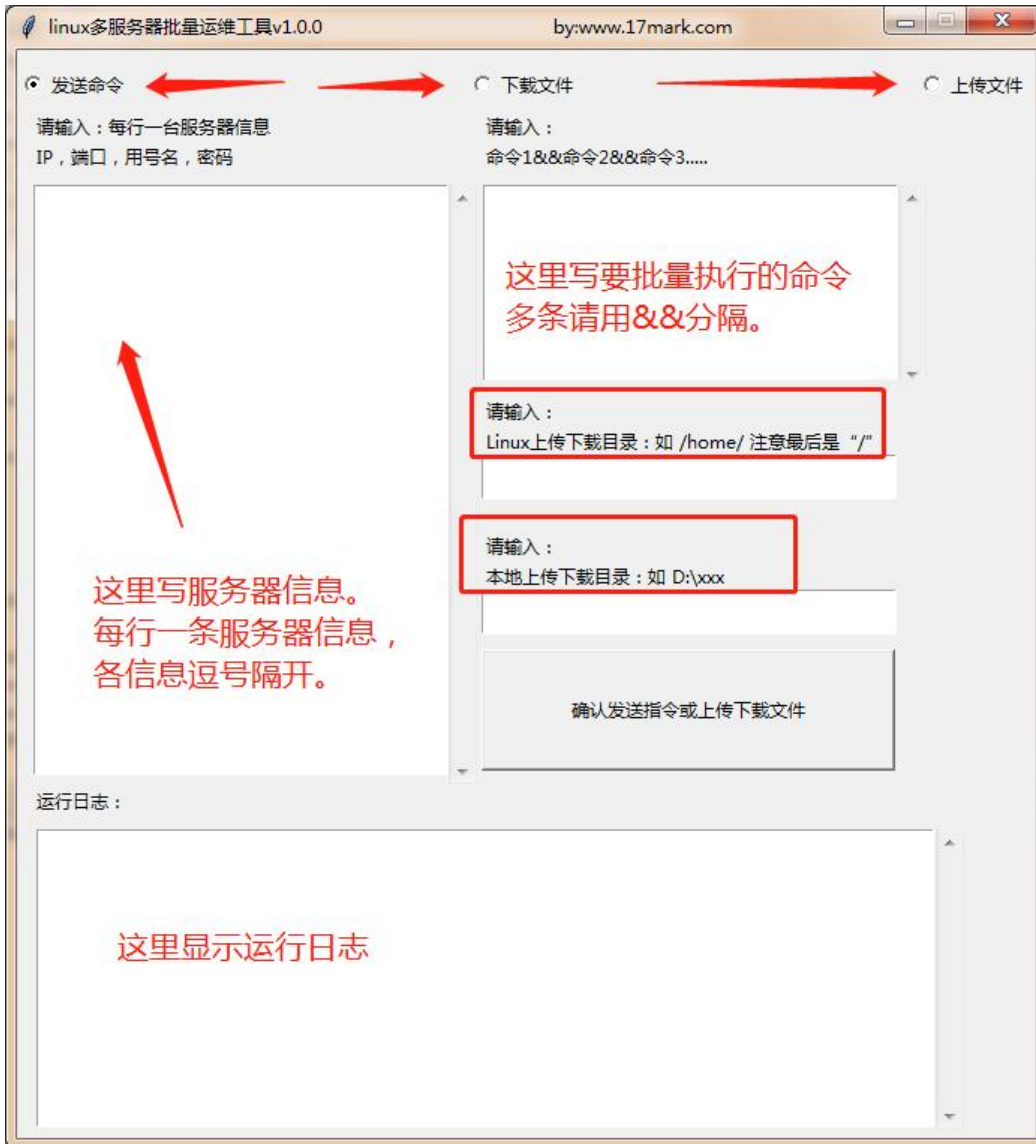 linux多服务器批量运维工具v1.0.0 by:www.17mark.com
发送命令 下载文件 上传文件
请输入：每行一台服务器信息
IP，端口，用号名，密码
请输入：
命令1&&命令2&&命令3.....
这里写要批量执行的命令
多条请用&&分隔。
请输入：
Linux上传下载目录：如 /home/ 注意最后是“/”
请输入：
本地上传下载目录：如 D:\xxx
这里写服务器信息。
每行一条服务器信息，
各信息逗号隔开。
确认发送指令或上传下载文件
运行日志：
这里显示运行日志